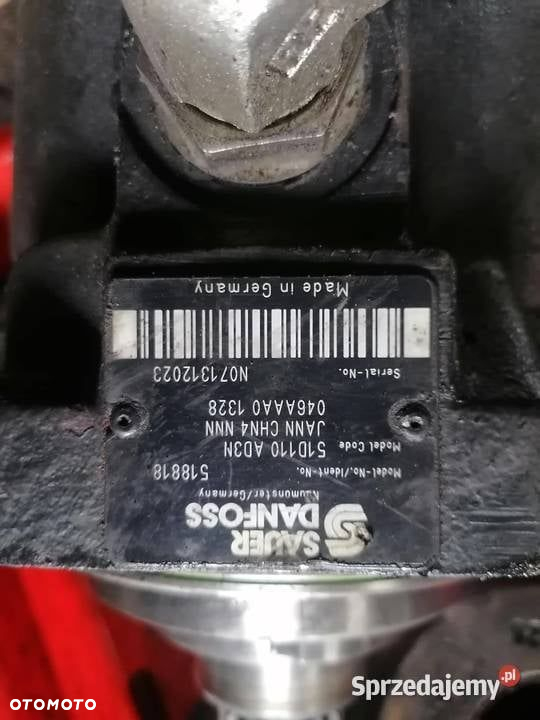 SAUER
DANFOSS
Neumünster/Germany
Model-No./Ident-No.
518818
Model Code
51D110 AD3N
JANN CHN4 NNN
046AAA0 1328
Serial-No.
N071312023
Made in Germany
OTOMOTO
Sprzedajemy.pl